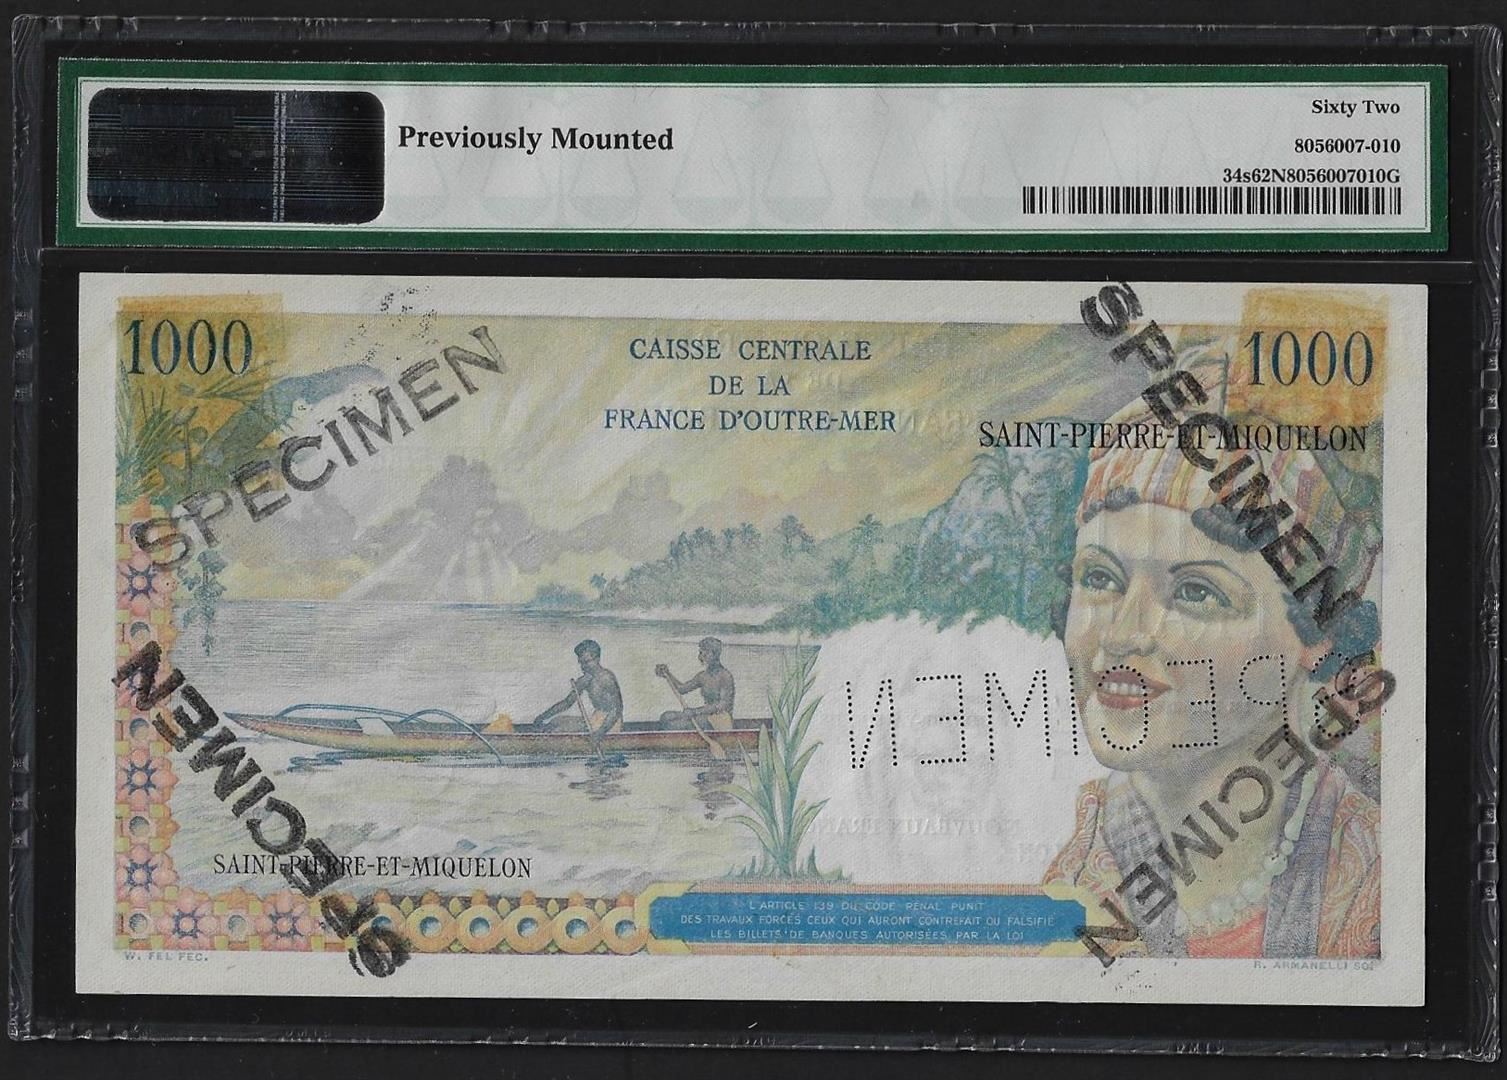 Previously Mounted
Sixty Two
8056007-010
34s62N8056007010G
1000
SPECIMEN
CAISSE CENTRALE
DE LA
FRANCE D'OUTRE-MER
SPECIMEN
1000
SAINT-PIERRE-ET-MIQUELON
SPECIMEN
SPECIMEN
SPECIMEN
SAINT-PIERRE-ET-MIQUELON
L'ARTICLE 139 DU CODE PÉNAL PUNIT
DES TRAVAUX FORCÉS CEUX QUI AURONT CONTREFAIT OU FALSIFIÉ
LES BILLETS DE BANQUES AUTORISÉES PAR LA LOI
W. FEL FEC.
R. ARMANELLI SC.